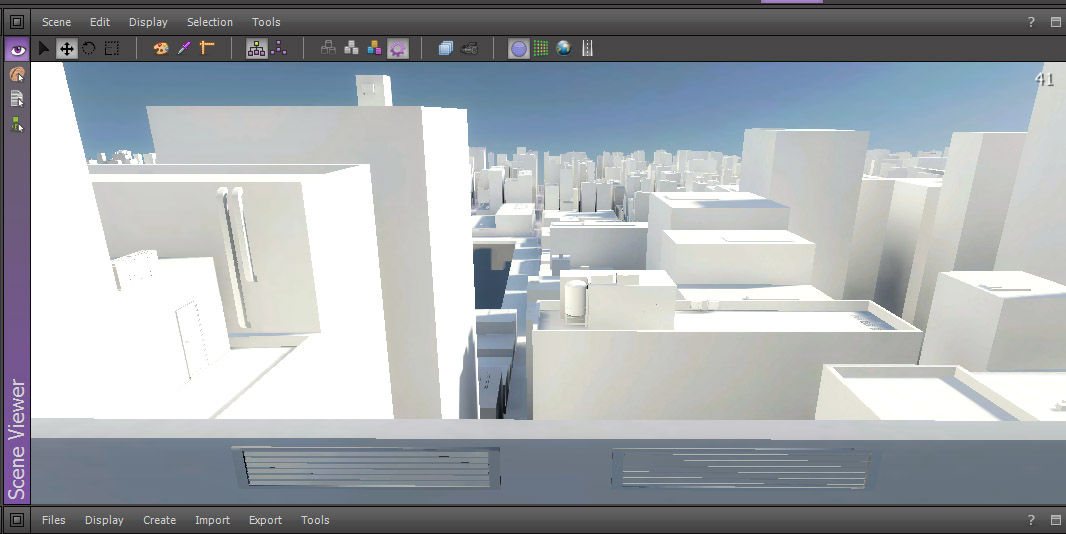 Scene Edit Display Selection Tools ?
41
Scene Viewer
Files Display Create Import Export Tools ?